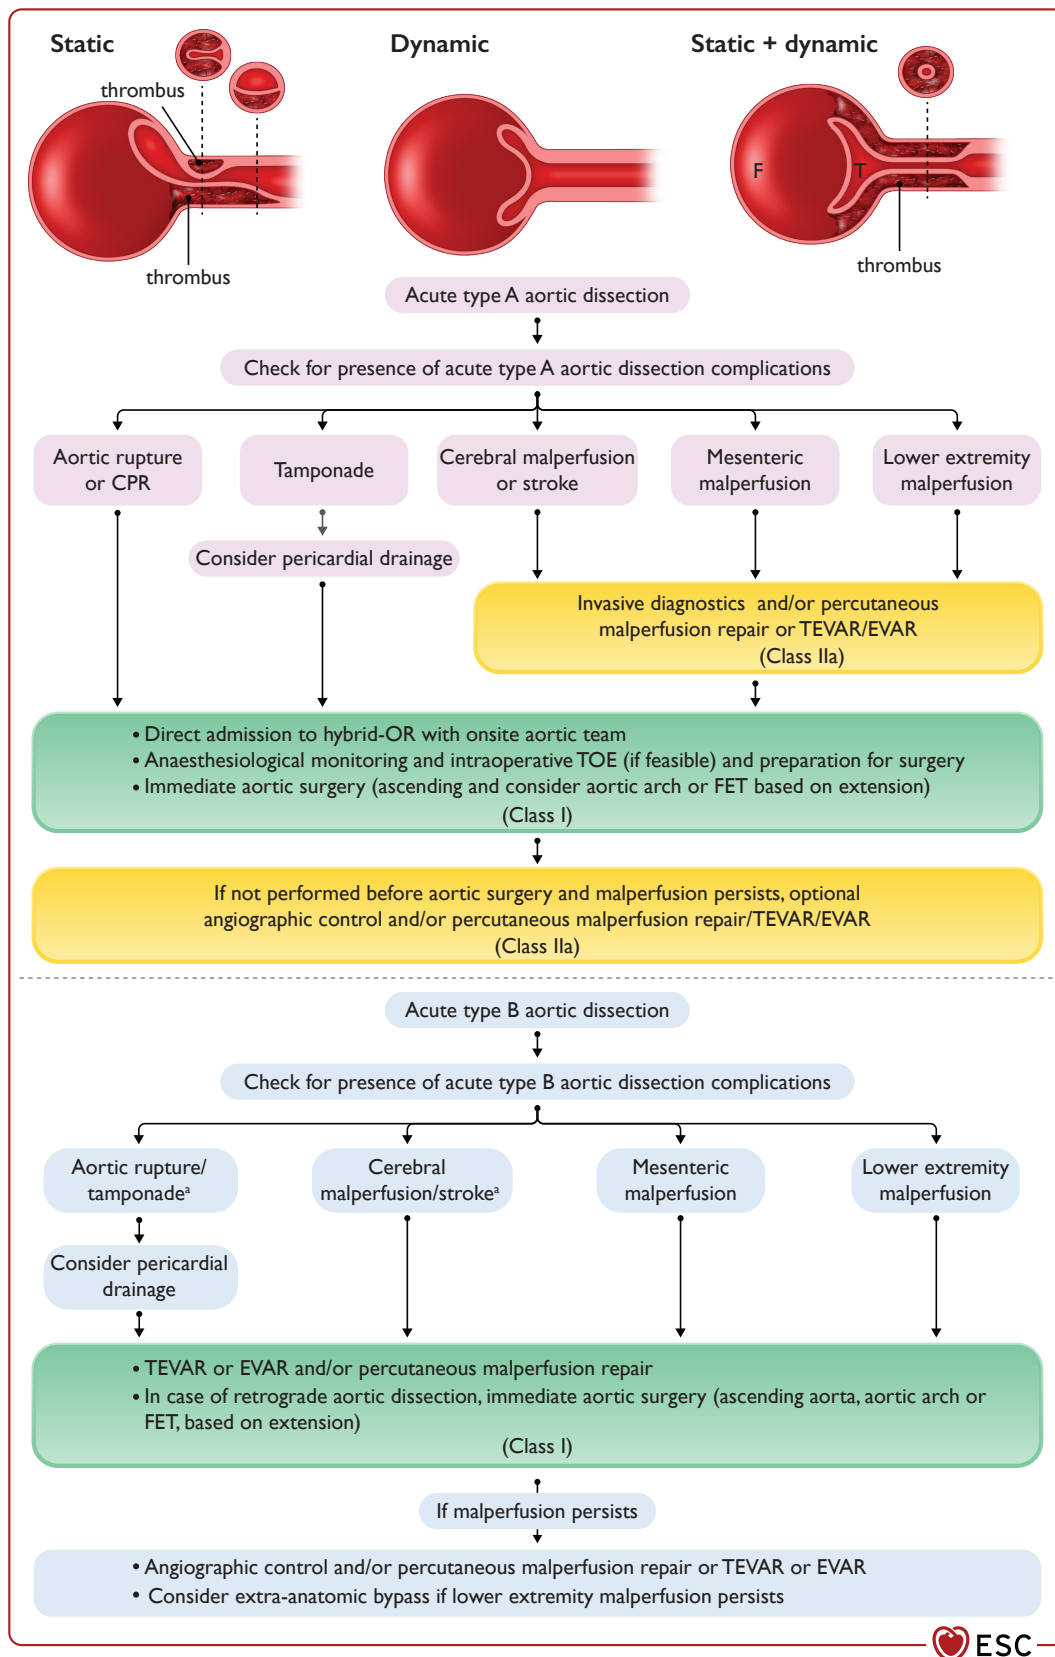 Static
Dynamic
Static + dynamic
thrombus
F
T
thrombus
thrombus
Acute type A aortic dissection
Check for presence of acute type A aortic dissection complications
Aortic rupture
or CPR
Tamponade
Cerebral malperfusion
or stroke
Mesenteric
malperfusion
Lower extremity
malperfusion
Consider pericardial drainage
Invasive diagnostics and/or percutaneous
malperfusion repair or TEVAR/EVAR
(Class IIa)
• Direct admission to hybrid-OR with onsite aortic team
• Anaesthesiological monitoring and intraoperative TOE (if feasible) and preparation for surgery
• Immediate aortic surgery (ascending and consider aortic arch or FET based on extension)
(Class I)
If not performed before aortic surgery and malperfusion persists, optional
angiographic control and/or percutaneous malperfusion repair/TEVAR/EVAR
(Class IIa)
Acute type B aortic dissection
Check for presence of acute type B aortic dissection complications
Aortic rupture/
tamponadeᵃ
Cerebral
malperfusion/strokeᵃ
Mesenteric
malperfusion
Lower extremity
malperfusion
Consider pericardial
drainage
• TEVAR or EVAR and/or percutaneous malperfusion repair
• In case of retrograde aortic dissection, immediate aortic surgery (ascending aorta, aortic arch or
FET, based on extension)
(Class I)
If malperfusion persists
• Angiographic control and/or percutaneous malperfusion repair or TEVAR or EVAR
• Consider extra-anatomic bypass if lower extremity malperfusion persists
ESC